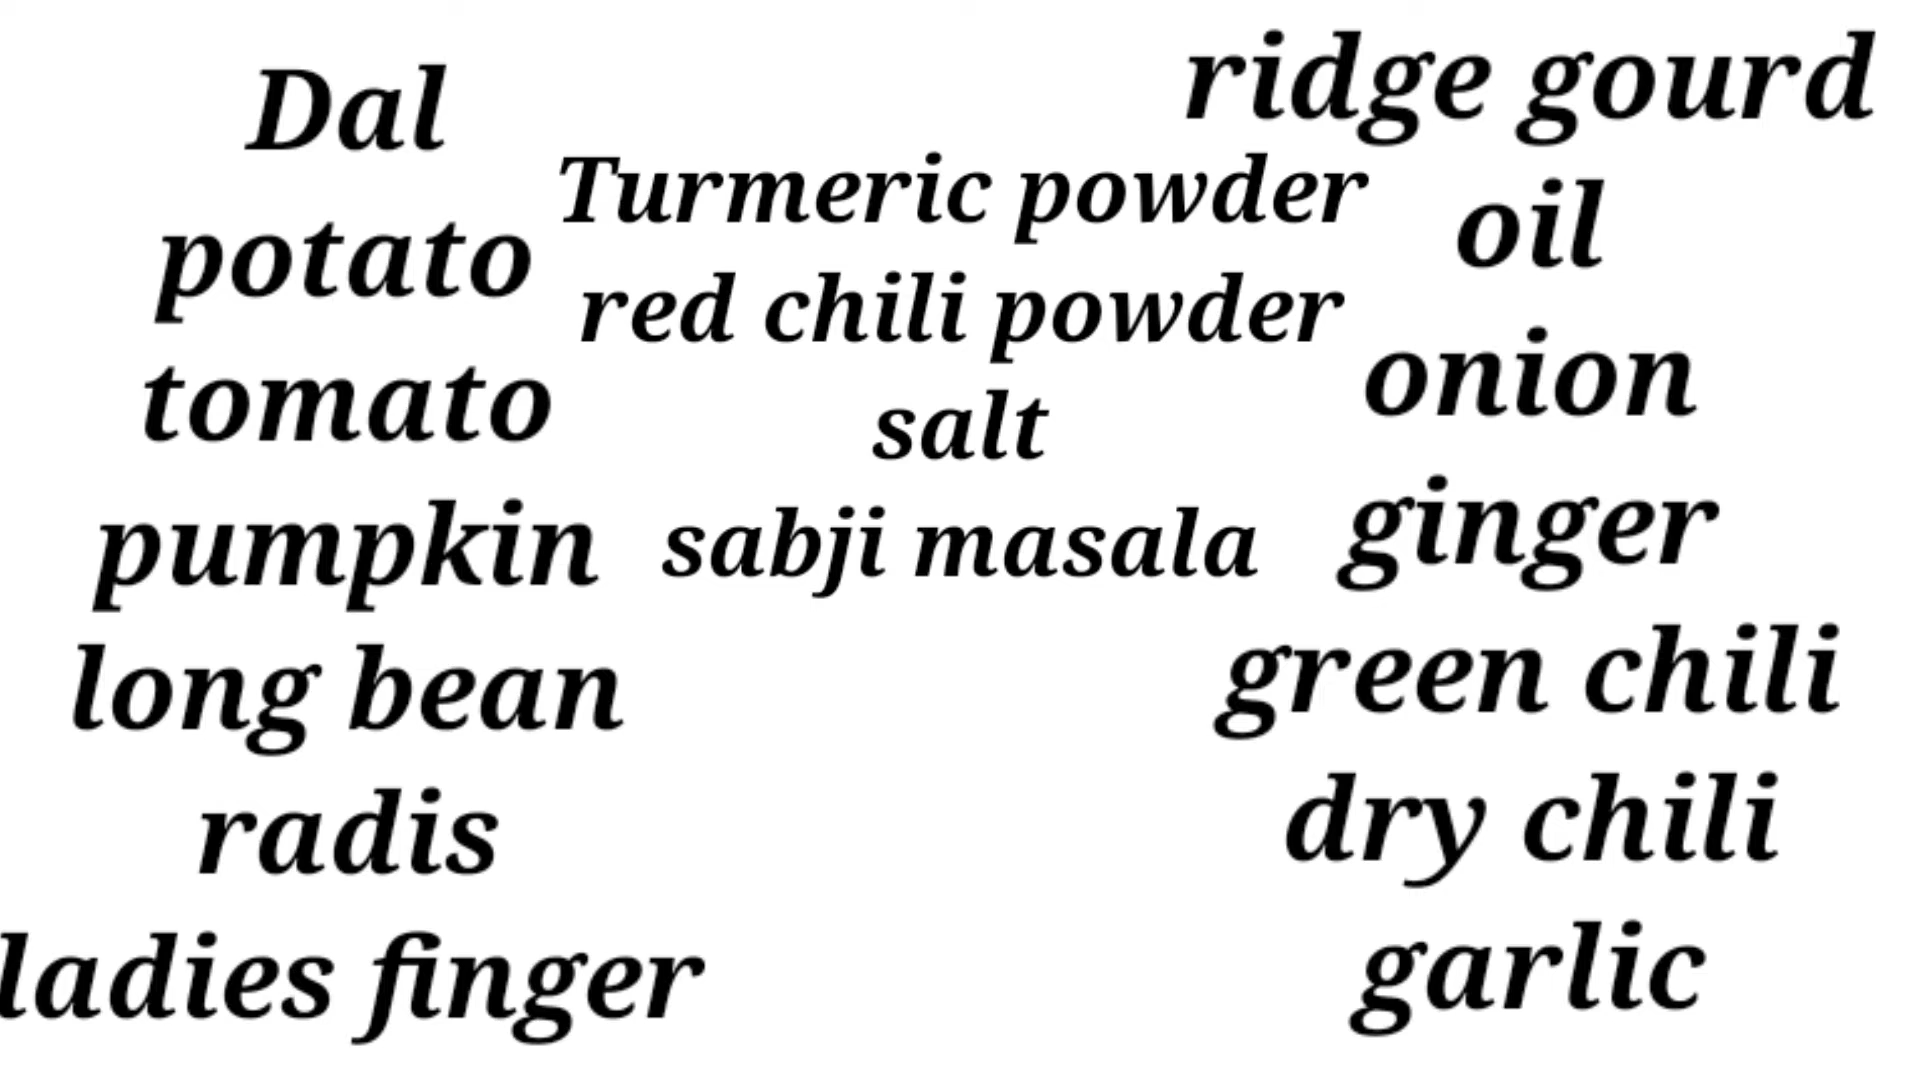 Dal
potato
tomato
pumpkin
long bean
radis
ladies finger
Turmeric powder
red chili powder
salt
sabji masala
ridge gourd
oil
onion
ginger
green chili
dry chili
garlic